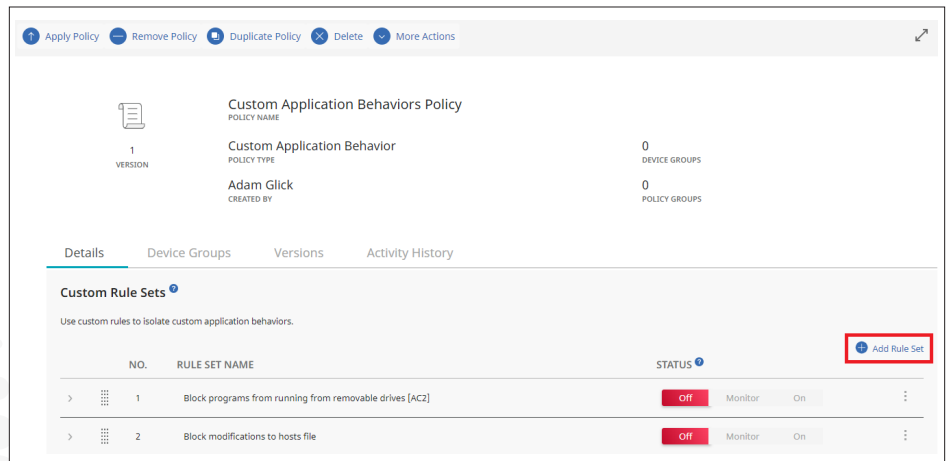 Apply Policy Remove Policy Duplicate Policy Delete More Actions
Custom Application Behaviors Policy
POLICY NAME
1 Custom Application Behavior 0
VERSION POLICY TYPE DEVICE GROUPS
Adam Glick 0
CREATED BY POLICY GROUPS
Details Device Groups Versions Activity History
Custom Rule Sets ?
Use custom rules to isolate custom application behaviors.
Add Rule Set
NO. RULE SET NAME STATUS ?
1 Block programs from running from removable drives [AC2] Off Monitor On
2 Block modifications to hosts file Off Monitor On